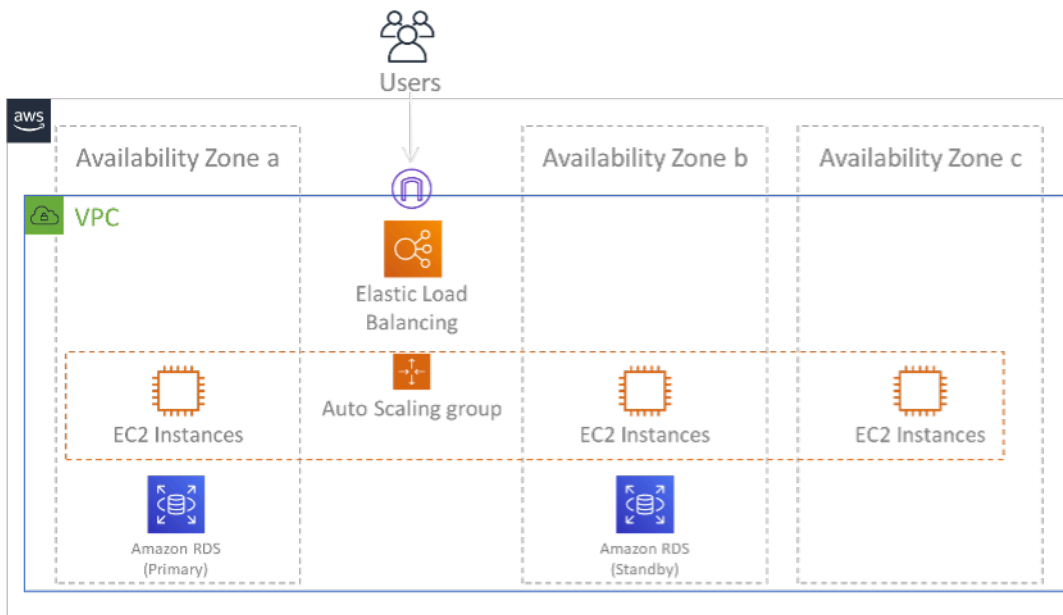 Users
aws
Availability Zone a
Availability Zone b
Availability Zone c
VPC
Elastic Load
Balancing
Auto Scaling group
EC2 Instances
EC2 Instances
EC2 Instances
Amazon RDS
(Primary)
Amazon RDS
(Standby)